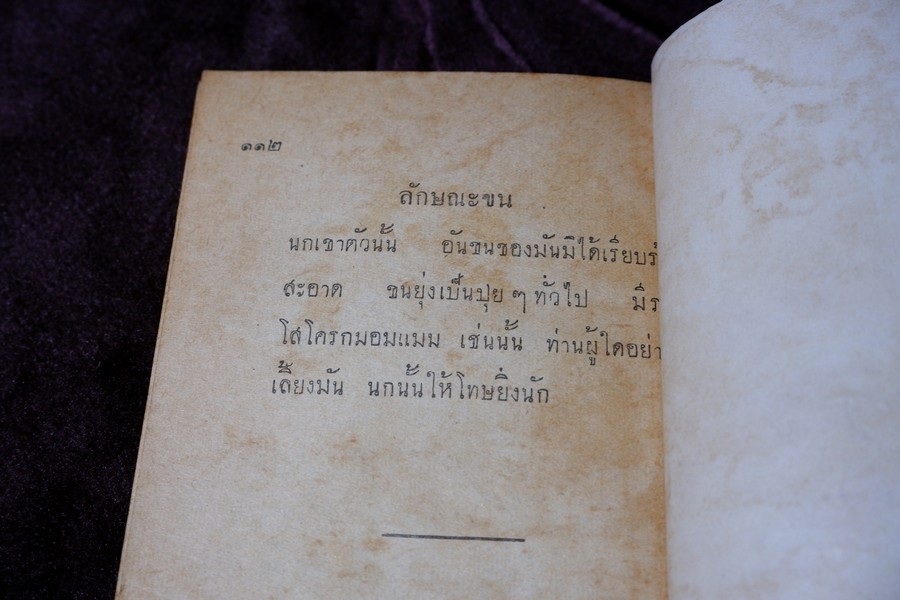 ๑๑๒
ลักษณะขน
นกเขาตัวนั้น อันขนของมันมิได้เรียบร้
สะอาด ขนยุ่งเป็นปุย ๆ ทั่วไป มี
โสโครกมอมแมม เช่นนั้น ท่านผู้ใดอย่า
เลี้ยงมัน นกนั้นให้โทษยิ่งนัก